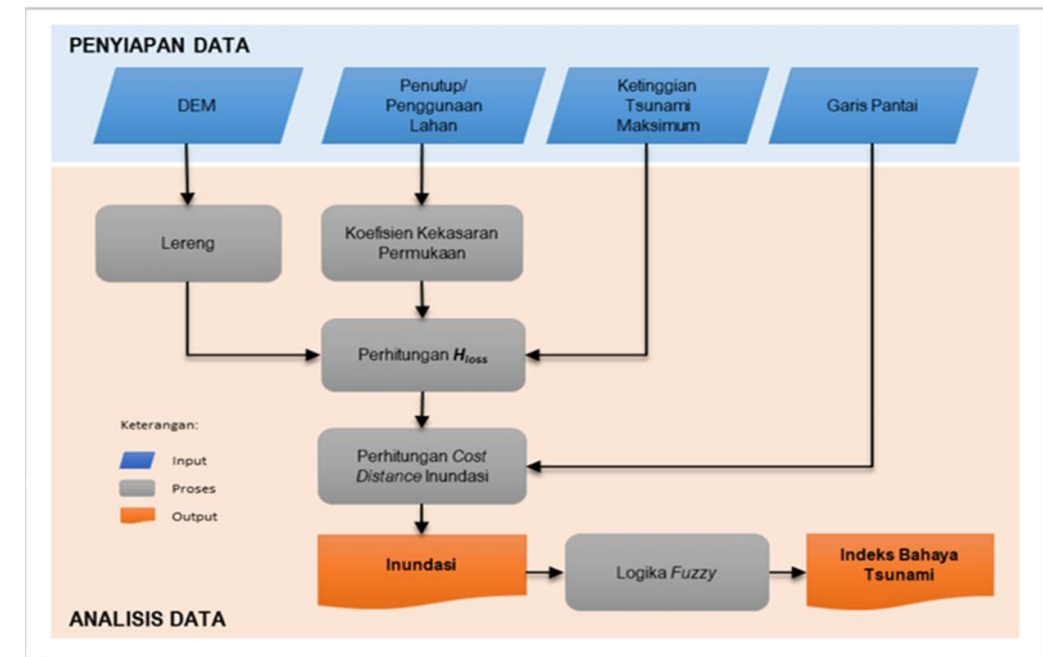 PENYIAPAN DATA
DEM
Penutup/
Penggunaan
Lahan
Ketinggian
Tsunami
Maksimum
Garis Pantai
Lereng
Koefisien Kekasaran
Permukaan
Perhitungan Hloss
Keterangan:
Input
Proses
Output
Perhitungan Cost
Distance Inundasi
Inundasi
Logika Fuzzy
Indeks Bahaya
Tsunami
ANALISIS DATA